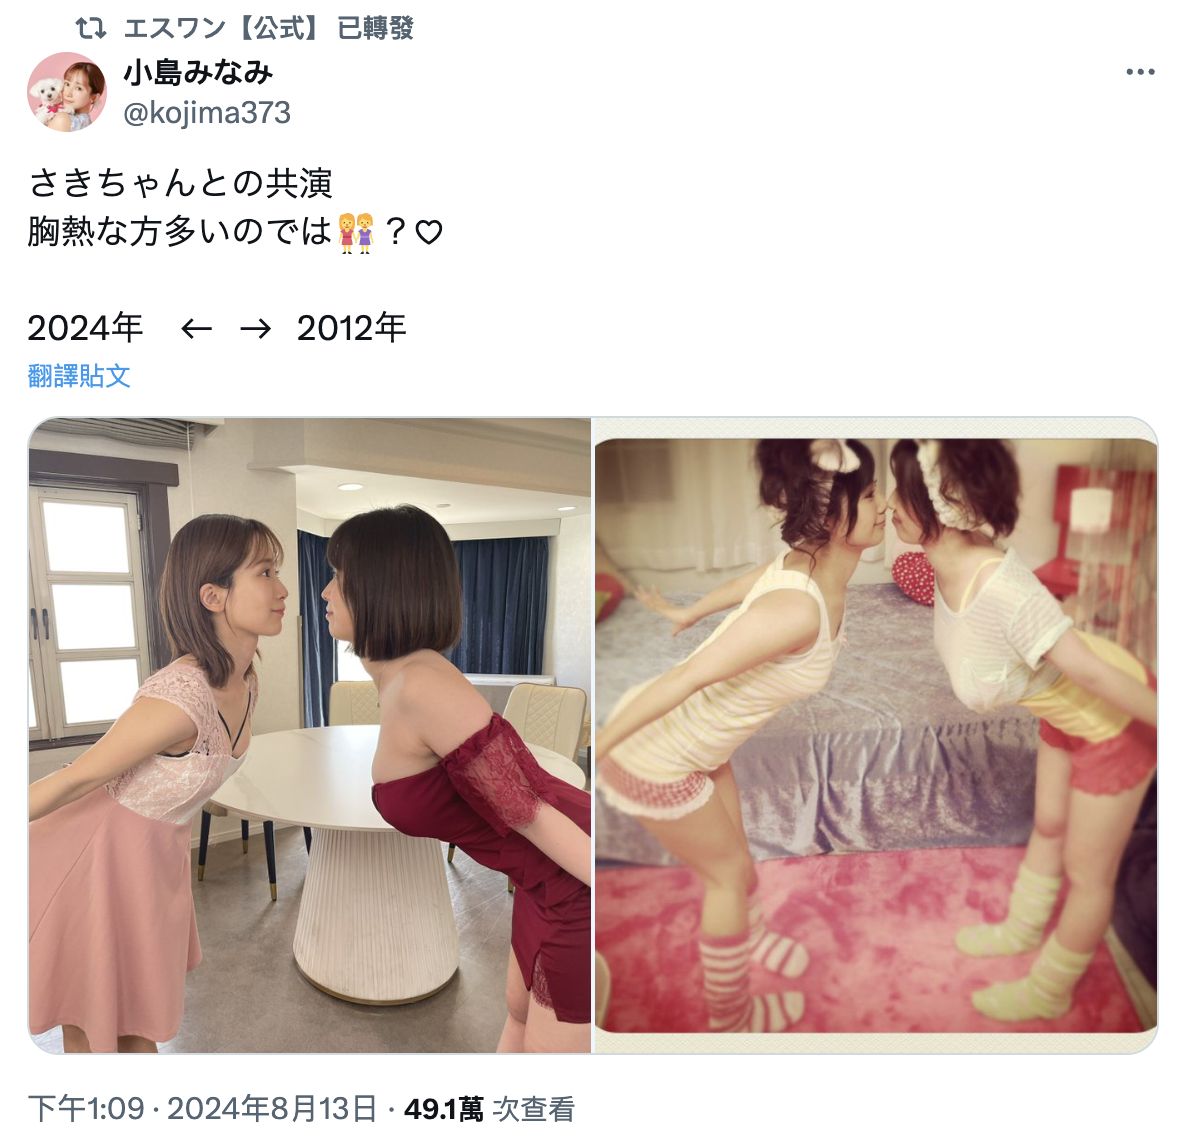 エスワン【公式】 已轉發
小島みなみ
@kojima373
さきちゃんとの共演
胸熱な方多いのでは👭？♡
2024年 ← → 2012年
翻譯貼文
下午1:09 · 2024年8月13日 · 49.1萬 次查看